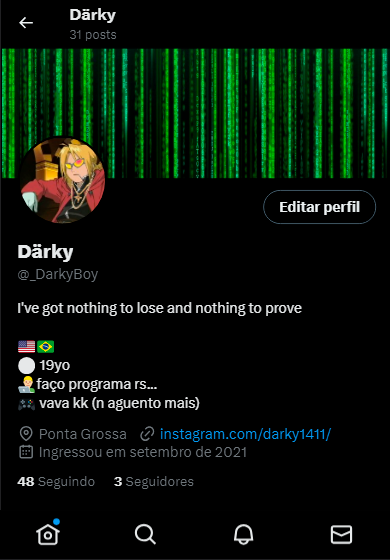 Därky
31 posts
Editar perfil
Därky
@_DarkyBoy
I've got nothing to lose and nothing to prove
🇺🇸🇧🇷
⚪ 19yo
👨🏼‍💻faço programa rs...
🎮 vava kk (n aguento mais)
Ponta Grossa instagram.com/darky1411/
Ingressou em setembro de 2021
48 Seguindo 3 Seguidores